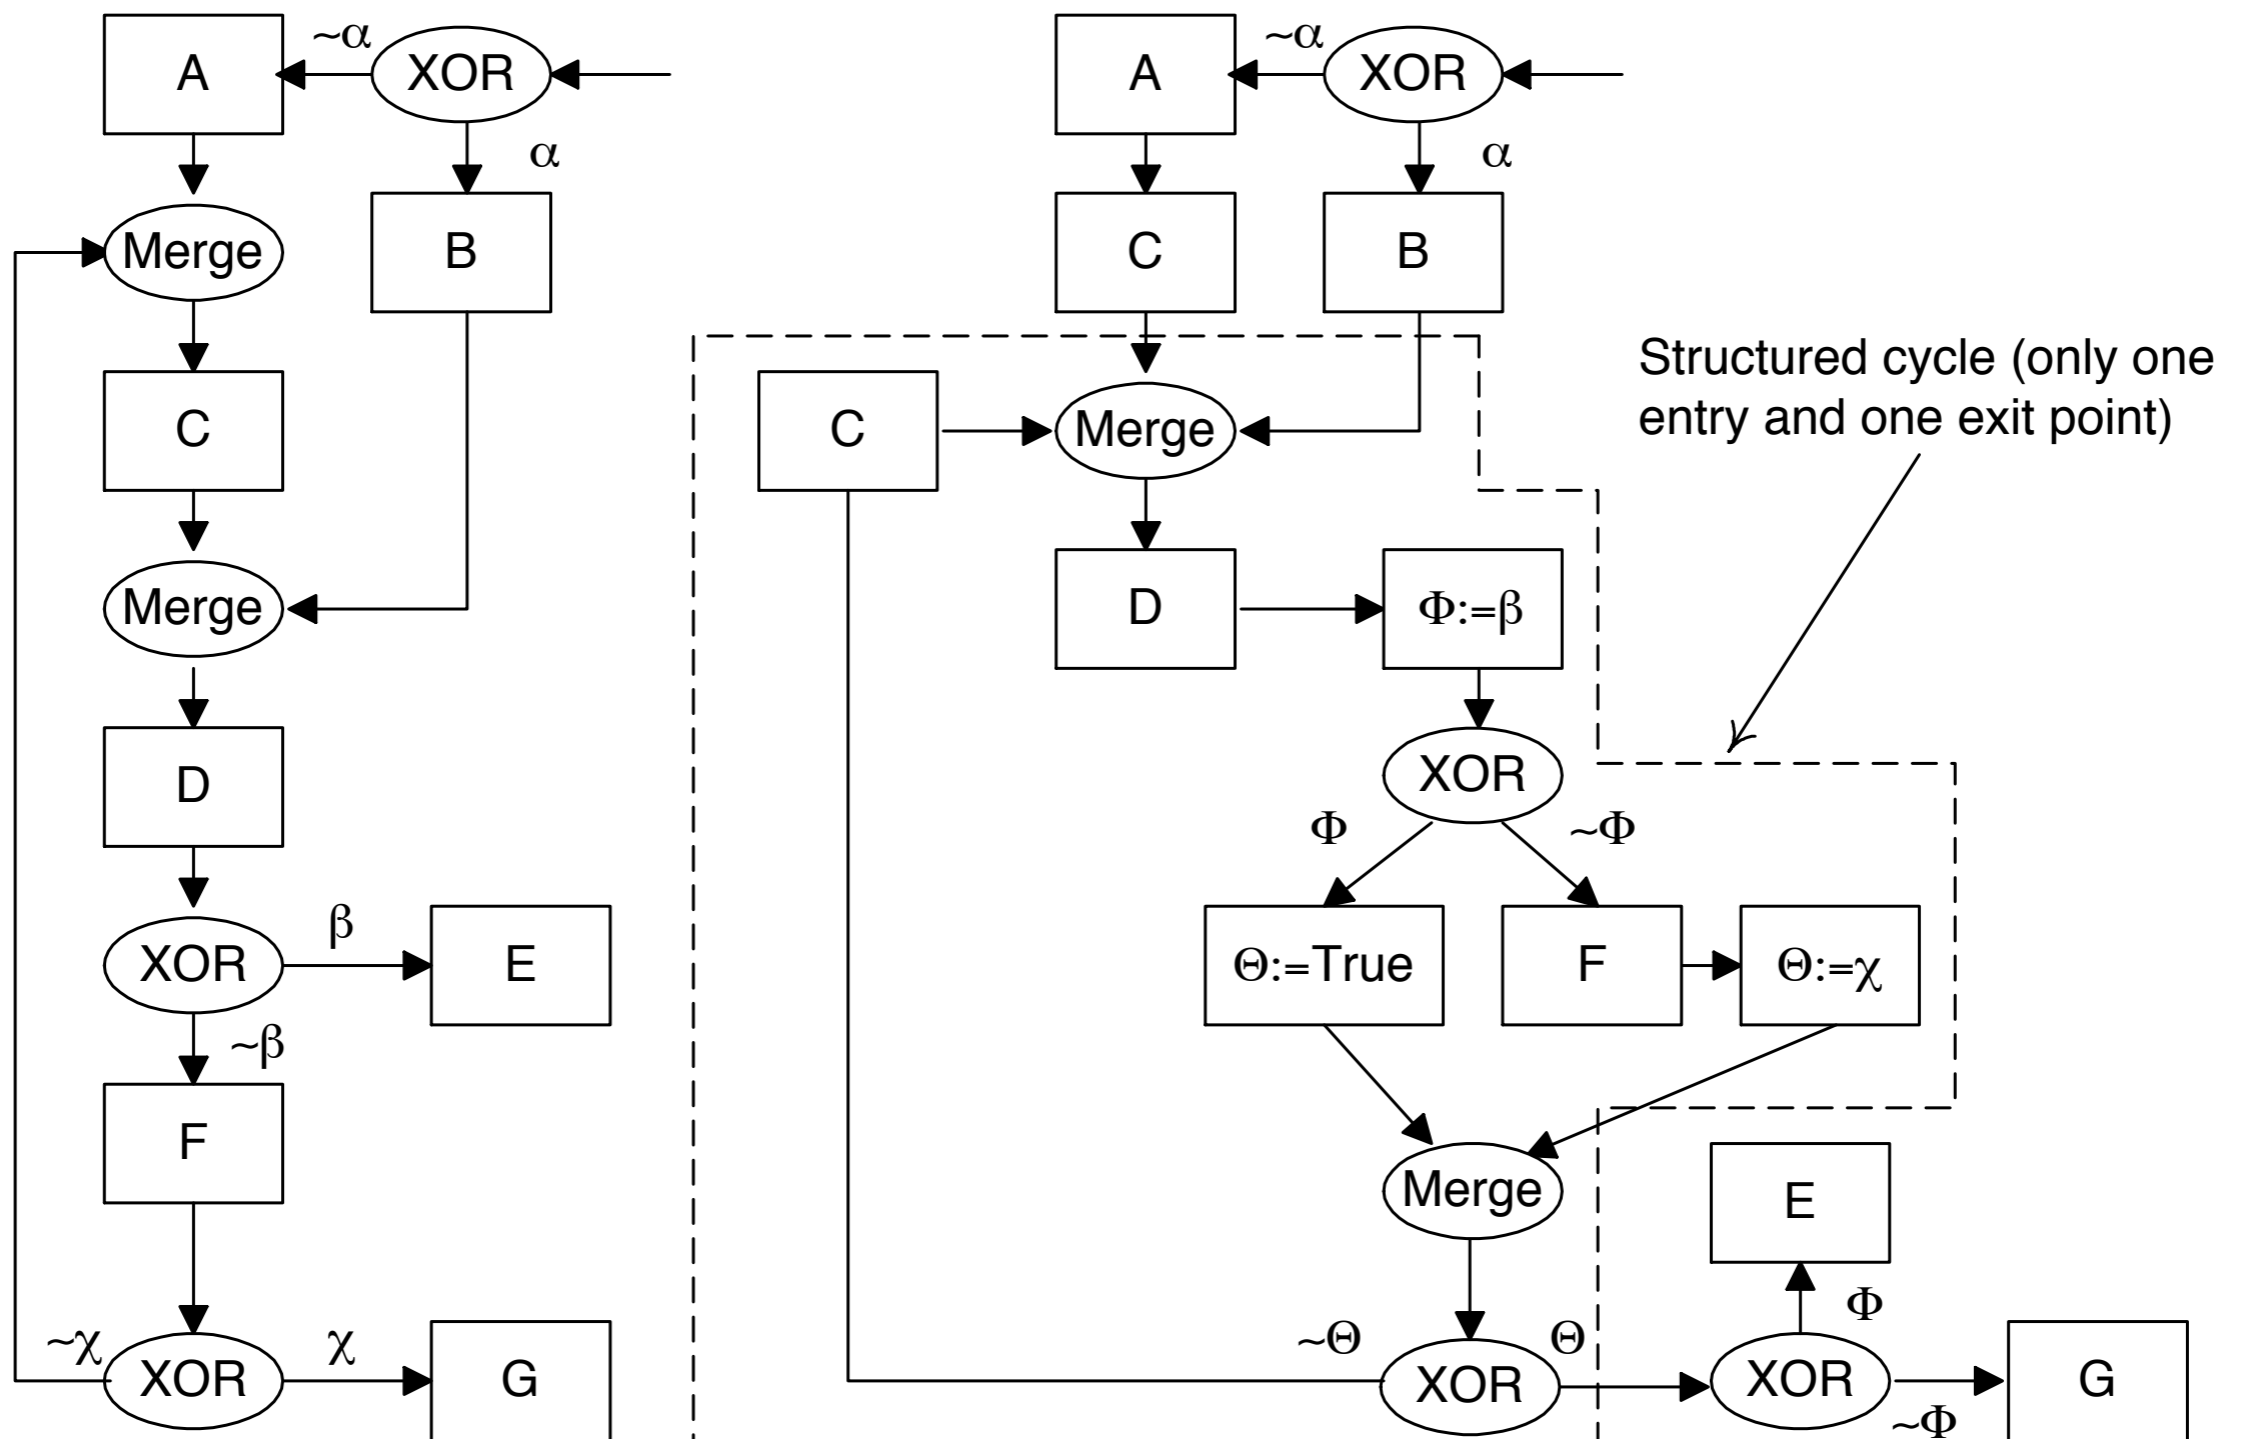 A
~α
XOR
α
Merge
B
C
Merge
D
XOR
β
E
~β
F
~χ
XOR
χ
G
A
~α
XOR
α
C
B
Structured cycle (only one
entry and one exit point)
C
Merge
D
Φ:=β
XOR
Φ
~Φ
Θ:=True
F
Θ:=χ
Merge
E
~Θ
XOR
Θ
Φ
XOR
~Φ
G